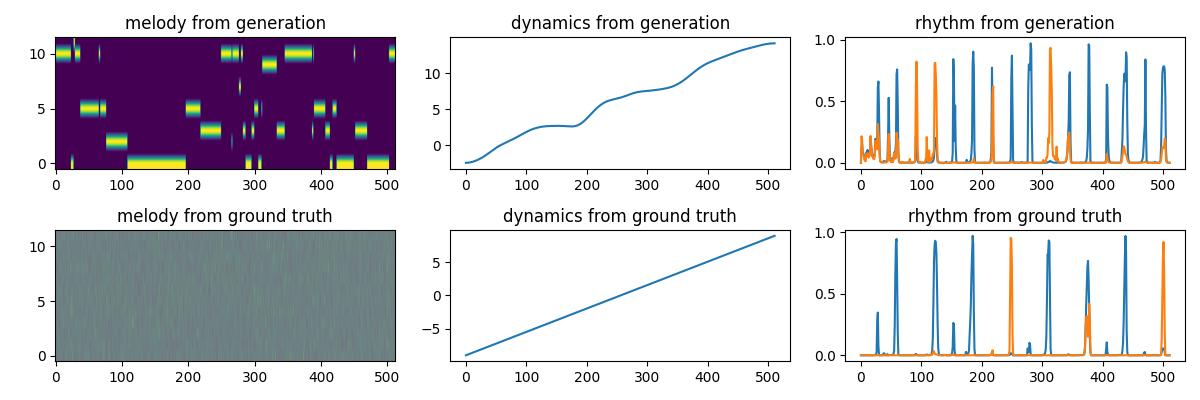 melody from generation
10
5
0
0 100 200 300 400 500
dynamics from generation
10
5
0
0 100 200 300 400 500
rhythm from generation
1.0
0.5
0.0
0 100 200 300 400 500
melody from ground truth
10
5
0
0 100 200 300 400 500
dynamics from ground truth
5
0
−5
0 100 200 300 400 500
rhythm from ground truth
1.0
0.5
0.0
0 100 200 300 400 500